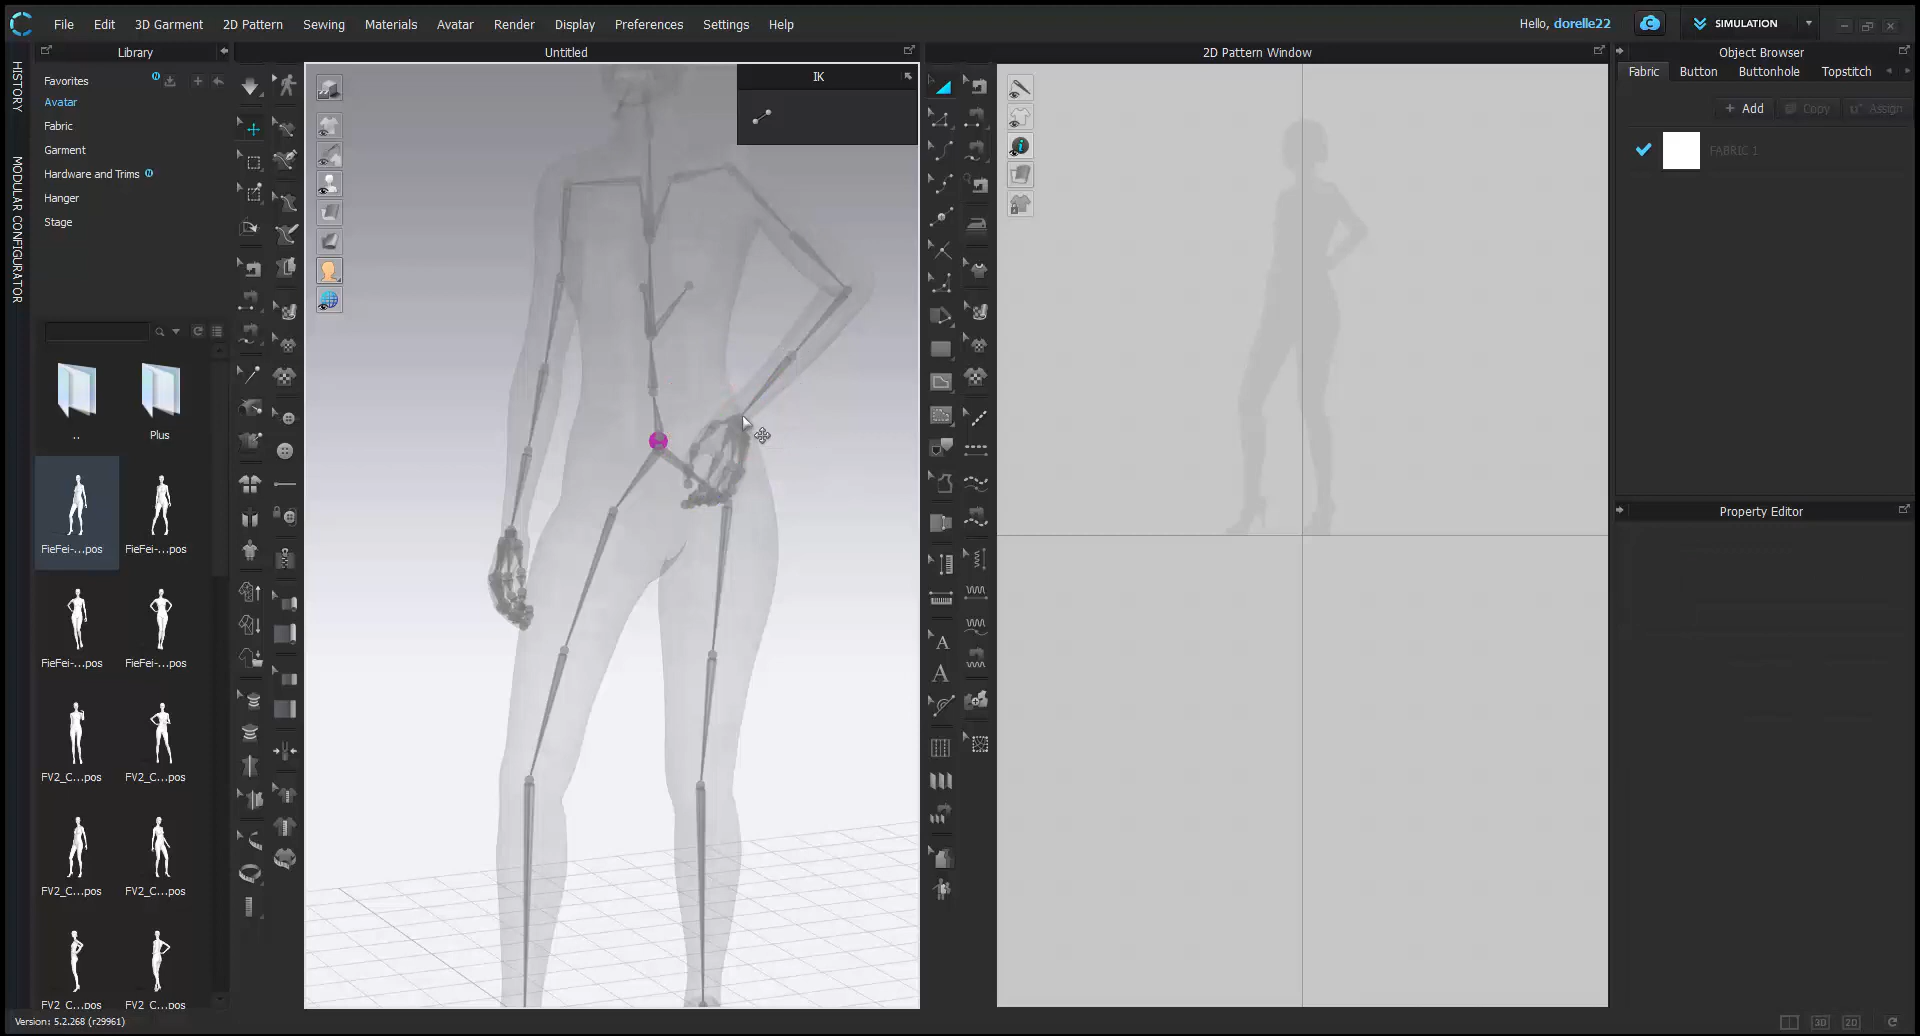 File Edit 3D Garment 2D Pattern Sewing Materials Avatar Render Display Preferences Settings Help
Hello, dorelle22 SIMULATION
Library
Untitled
2D Pattern Window
Object Browser
HISTORY
MODULAR CONFIGURATOR
Favorites
Avatar
Fabric
Garment
Hardware and Trims
Hanger
Stage
IK
Fabric Button Buttonhole Topstitch
+ Add Copy Assign
FABRIC 1
Property Editor
.. Plus
FieFei-...pos FieFei-...pos
FieFei-...pos FieFei-...pos
FV2_C...pos FV2_C...pos
FV2_C...pos FV2_C...pos
FV2_C...pos FV2_C...pos
A
A
Version: 5.2.268 (r29961)
3D 2D